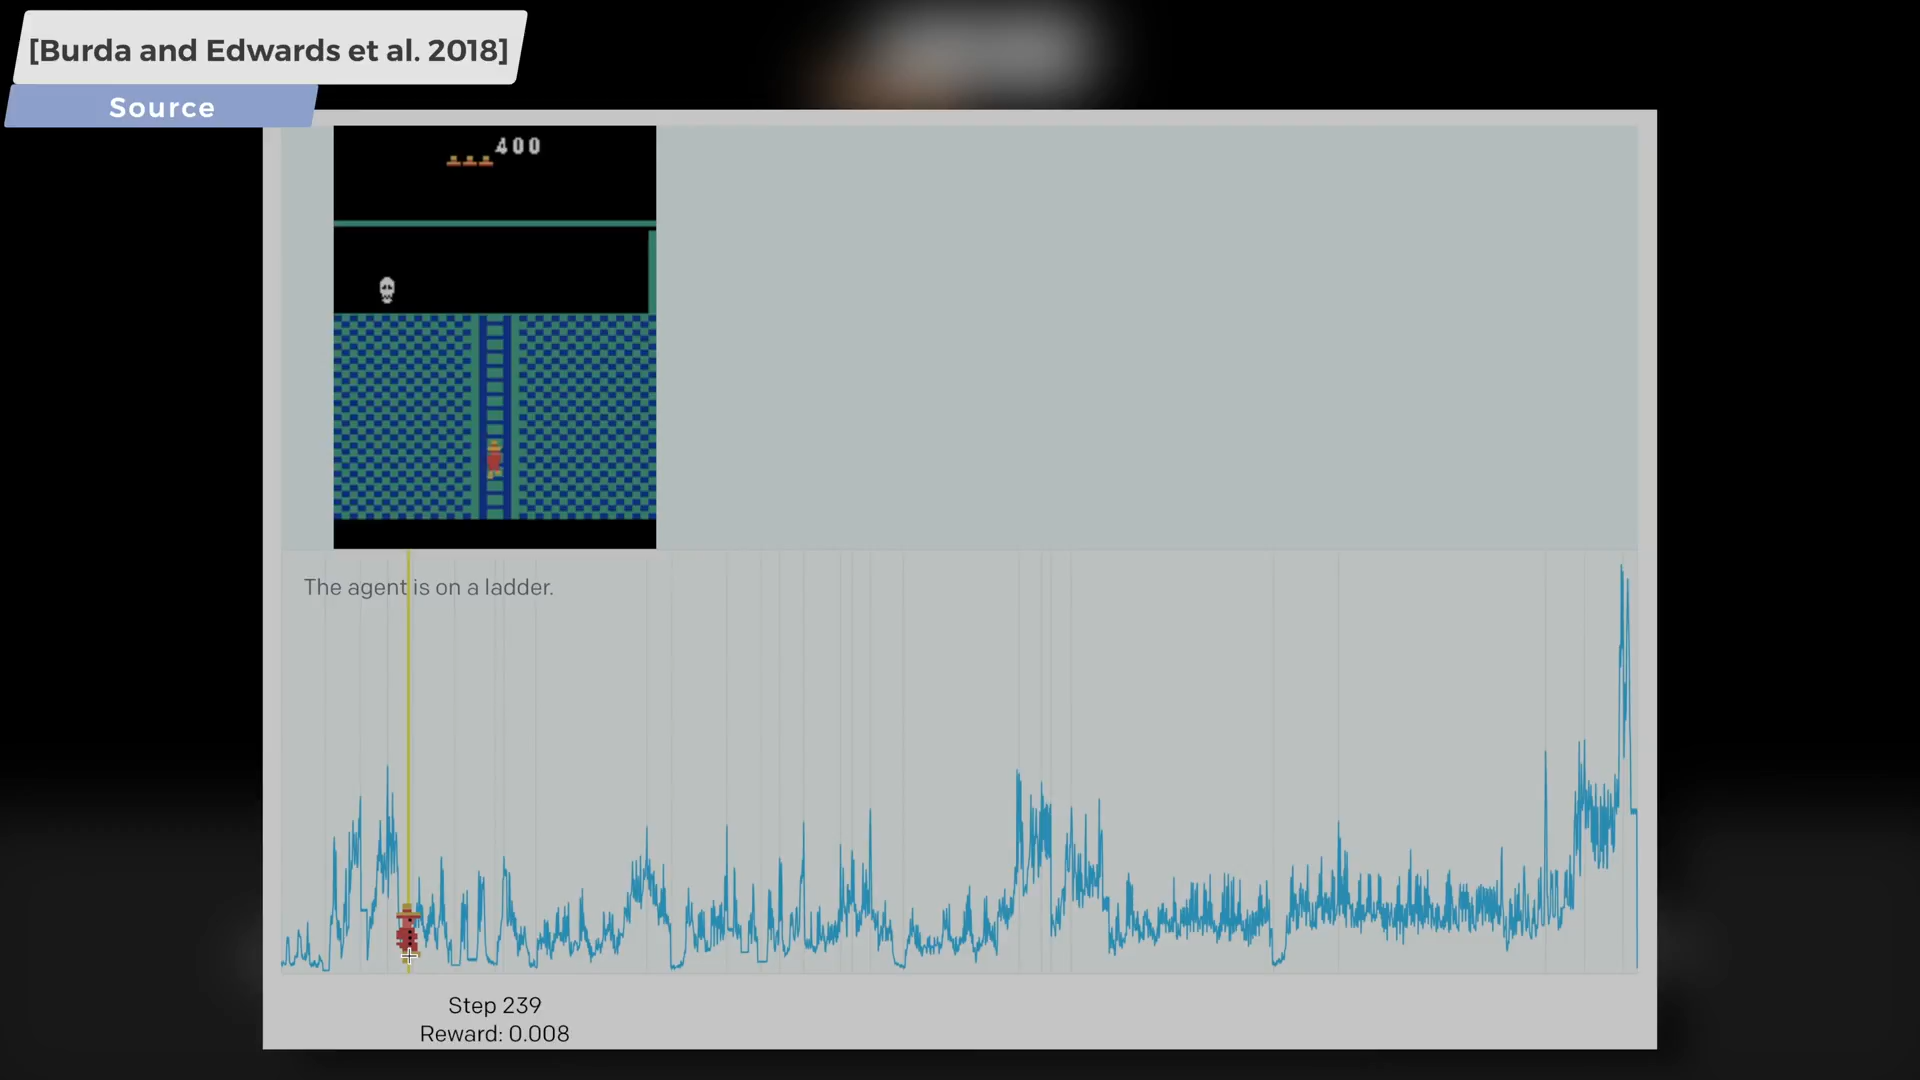 [Burda and Edwards et al. 2018]
Source
400
The agent is on a ladder.
Step 239
Reward: 0.008